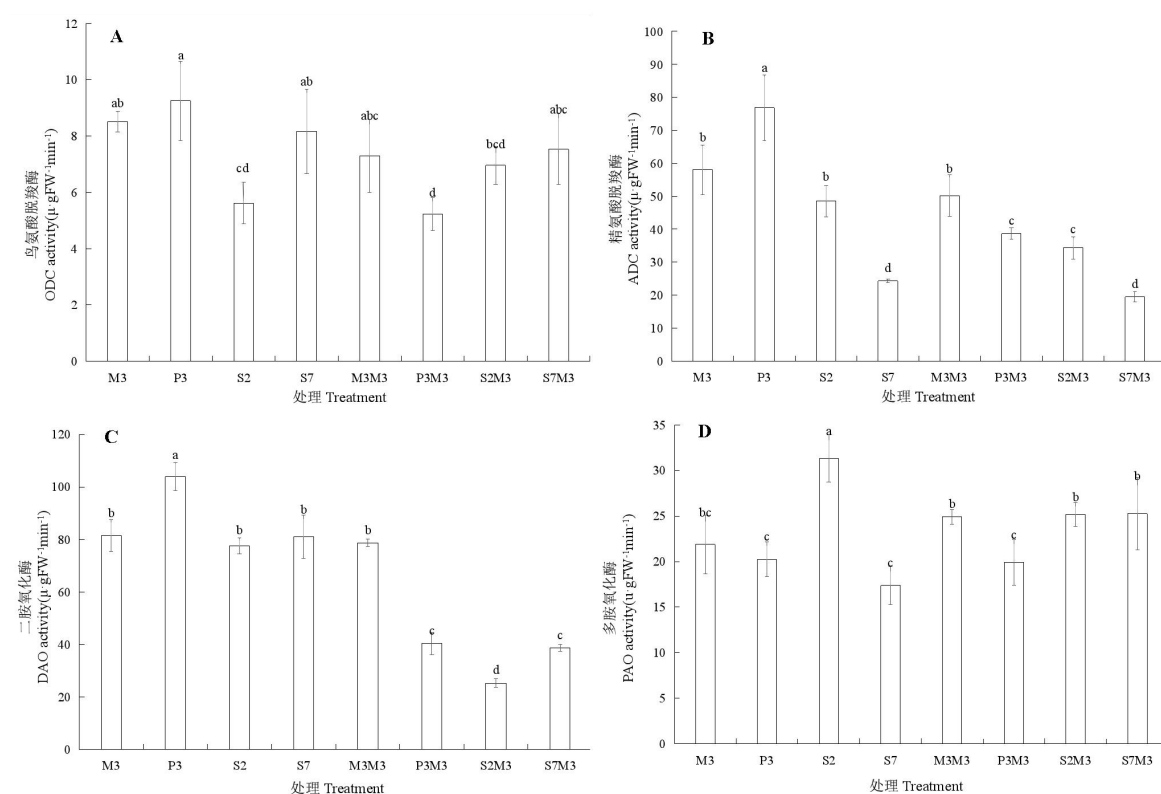 A
12
10
8
6
4
2
0
鸟氨酸脱羧酶
ODC activity(μ·gFW⁻¹min⁻¹)
ab
a
cd
ab
abc
d
bcd
abc
M3 P3 S2 S7 M3M3 P3M3 S2M3 S7M3
处理 Treatment
B
100
90
80
70
60
50
40
30
20
10
0
精氨酸脱羧酶
ADC activity(μ·gFW⁻¹min⁻¹)
b
a
b
d
b
c
c
d
M3 P3 S2 S7 M3M3 P3M3 S2M3 S7M3
处理 Treatment
C
120
100
80
60
40
20
0
二胺氧化酶
DAO activity(μ·gFW⁻¹min⁻¹)
b
a
b
b
b
c
d
c
M3 P3 S2 S7 M3M3 P3M3 S2M3 S7M3
处理 Treatment
D
35
30
25
20
15
10
5
0
多胺氧化酶
PAO activity(u·gFW⁻¹min⁻¹)
bc
c
a
c
b
c
b
b
M3 P3 S2 S7 M3M3 P3M3 S2M3 S7M3
处理 Treatment